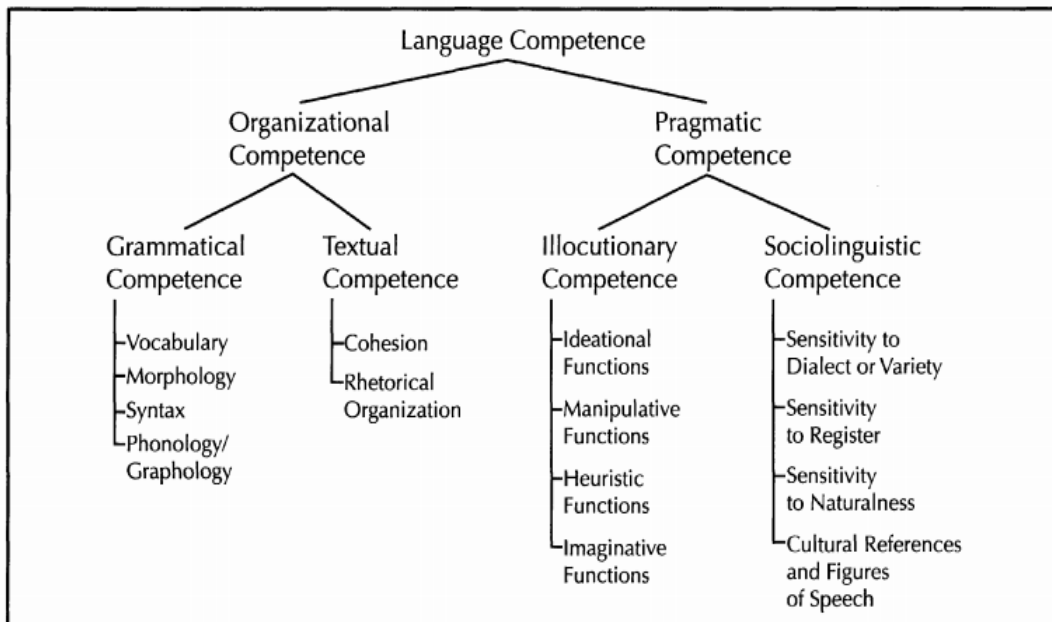 Language Competence
Organizational
Competence
Pragmatic
Competence
Grammatical
Competence
Textual
Competence
Illocutionary
Competence
Sociolinguistic
Competence
Vocabulary
Morphology
Syntax
Phonology/
Graphology
Cohesion
Rhetorical
Organization
Ideational
Functions
Manipulative
Functions
Heuristic
Functions
Imaginative
Functions
Sensitivity to
Dialect or Variety
Sensitivity
to Register
Sensitivity
to Naturalness
Cultural References
and Figures
of Speech